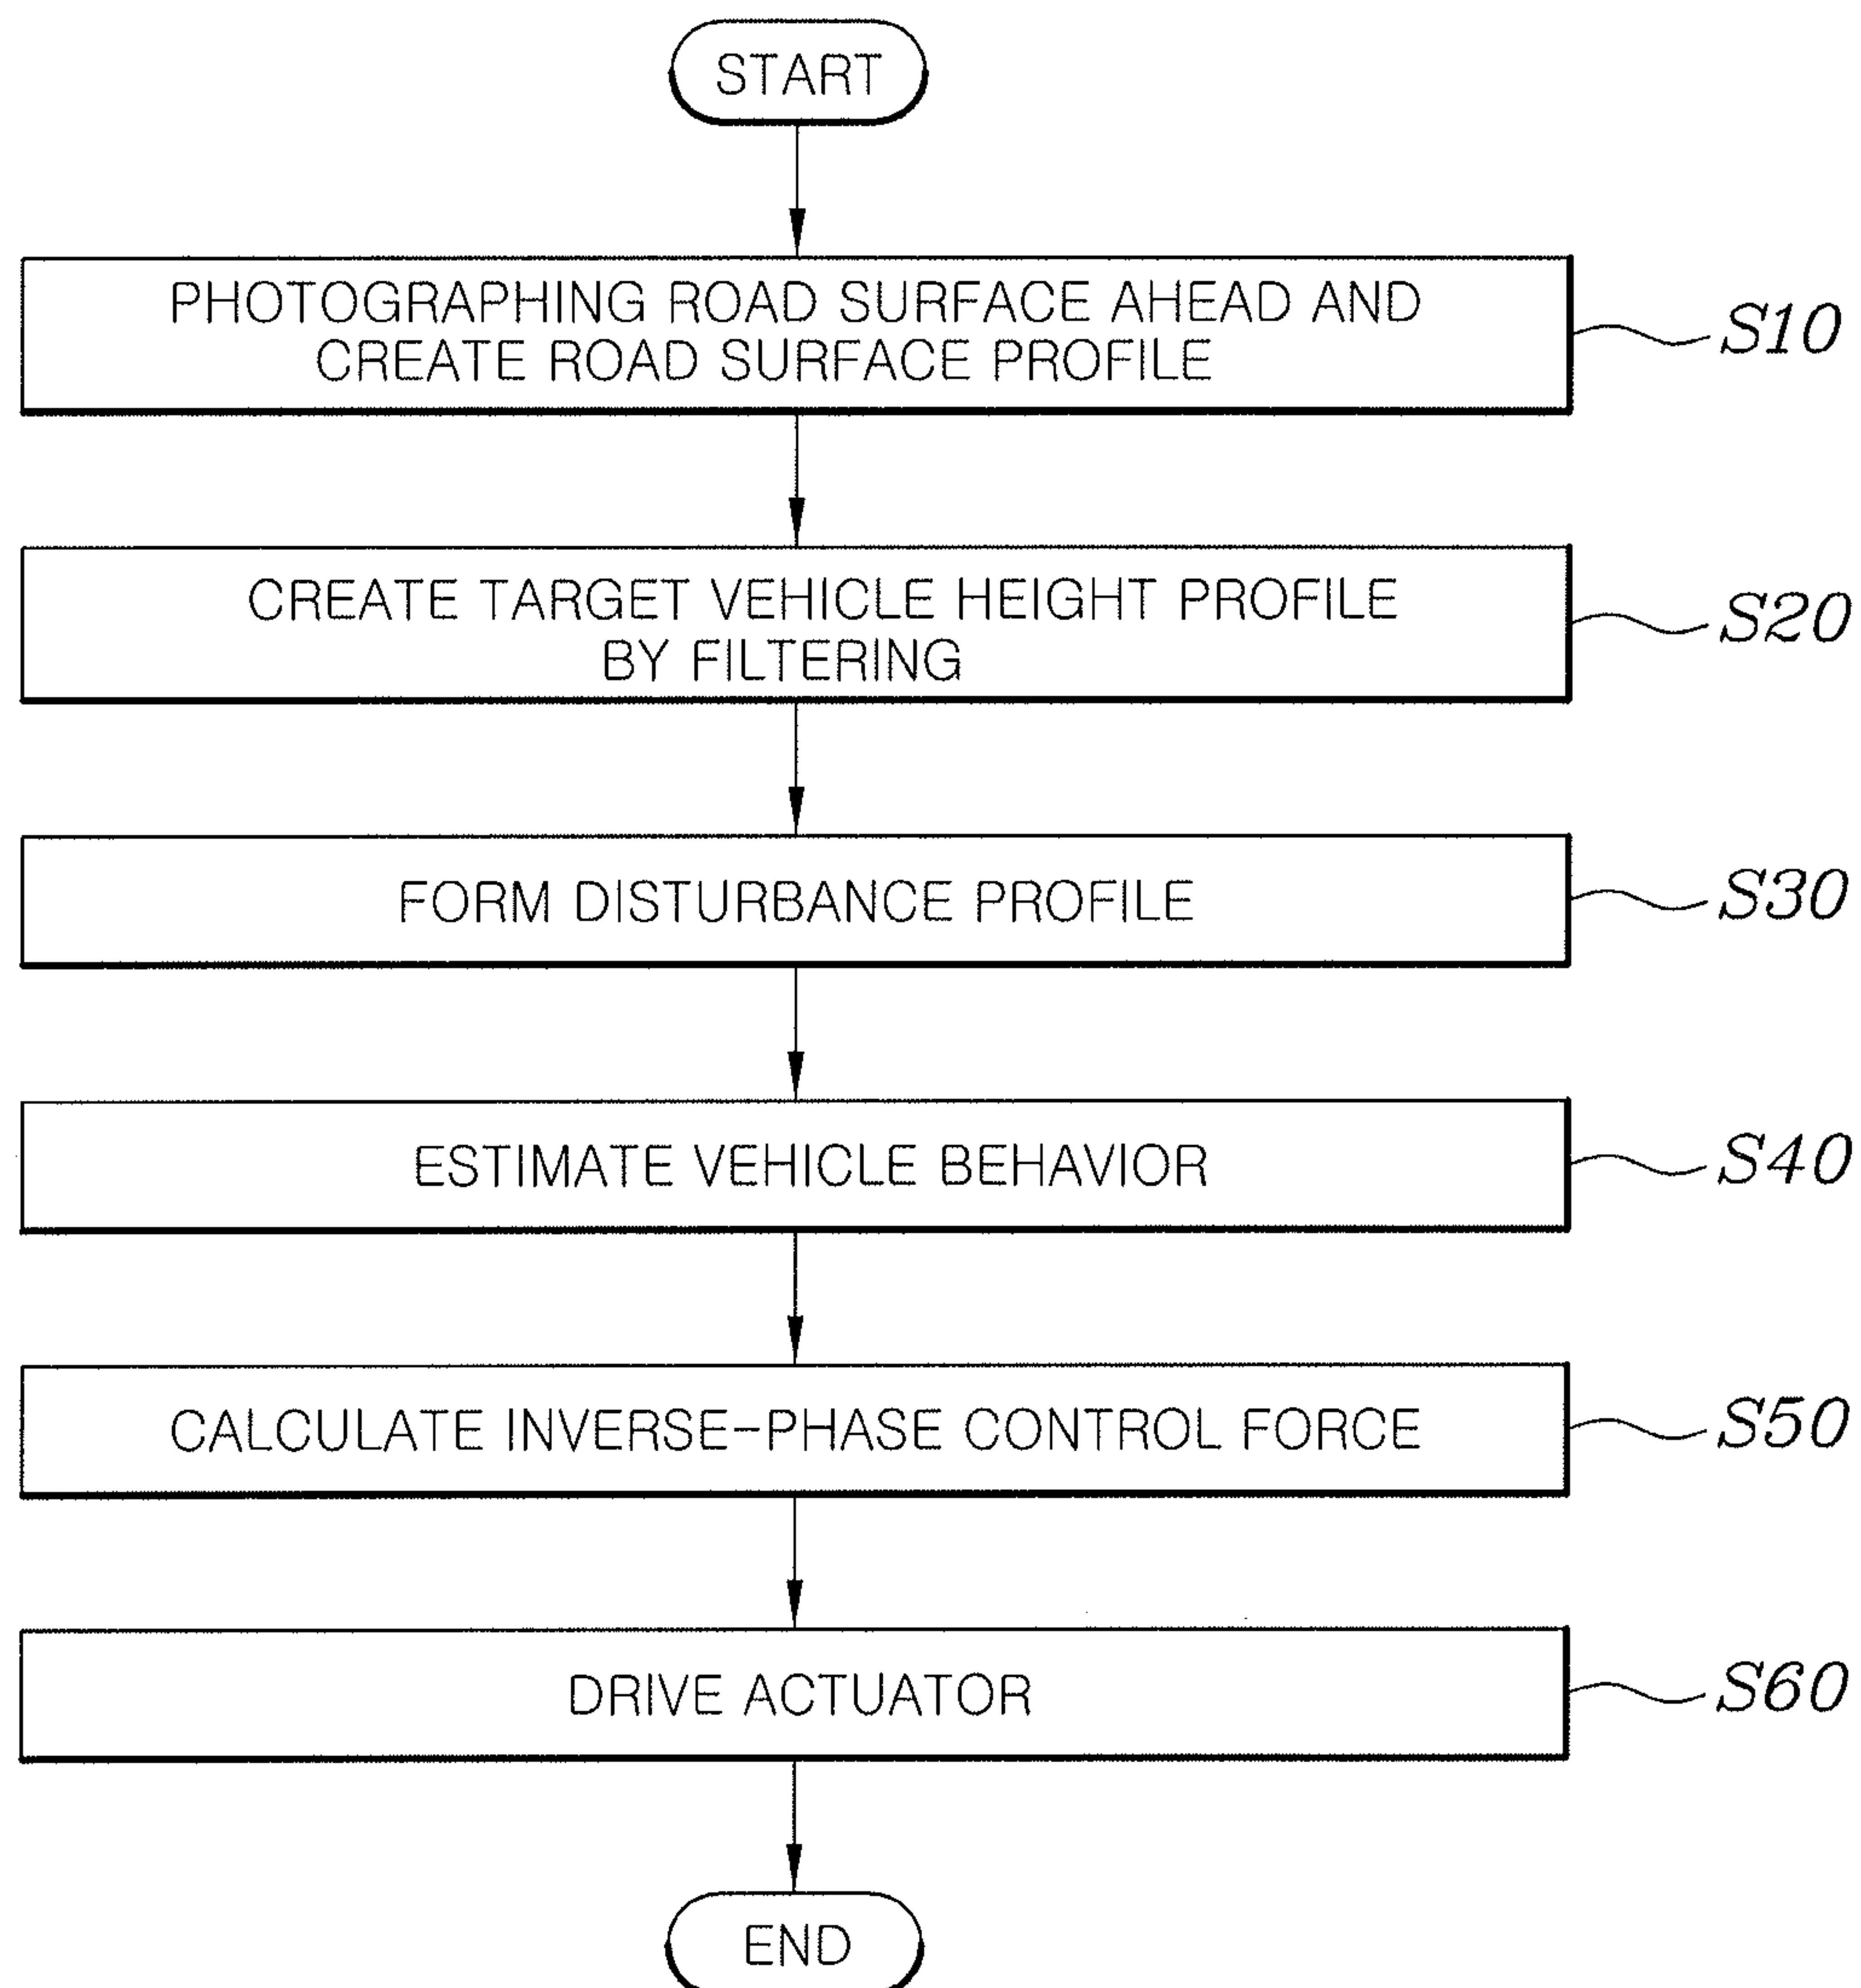 START
PHOTOGRAPHING ROAD SURFACE AHEAD AND
CREATE ROAD SURFACE PROFILE
S10
CREATE TARGET VEHICLE HEIGHT PROFILE
BY FILTERING
S20
FORM DISTURBANCE PROFILE
S30
ESTIMATE VEHICLE BEHAVIOR
S40
CALCULATE INVERSE-PHASE CONTROL FORCE
S50
DRIVE ACTUATOR
S60
END